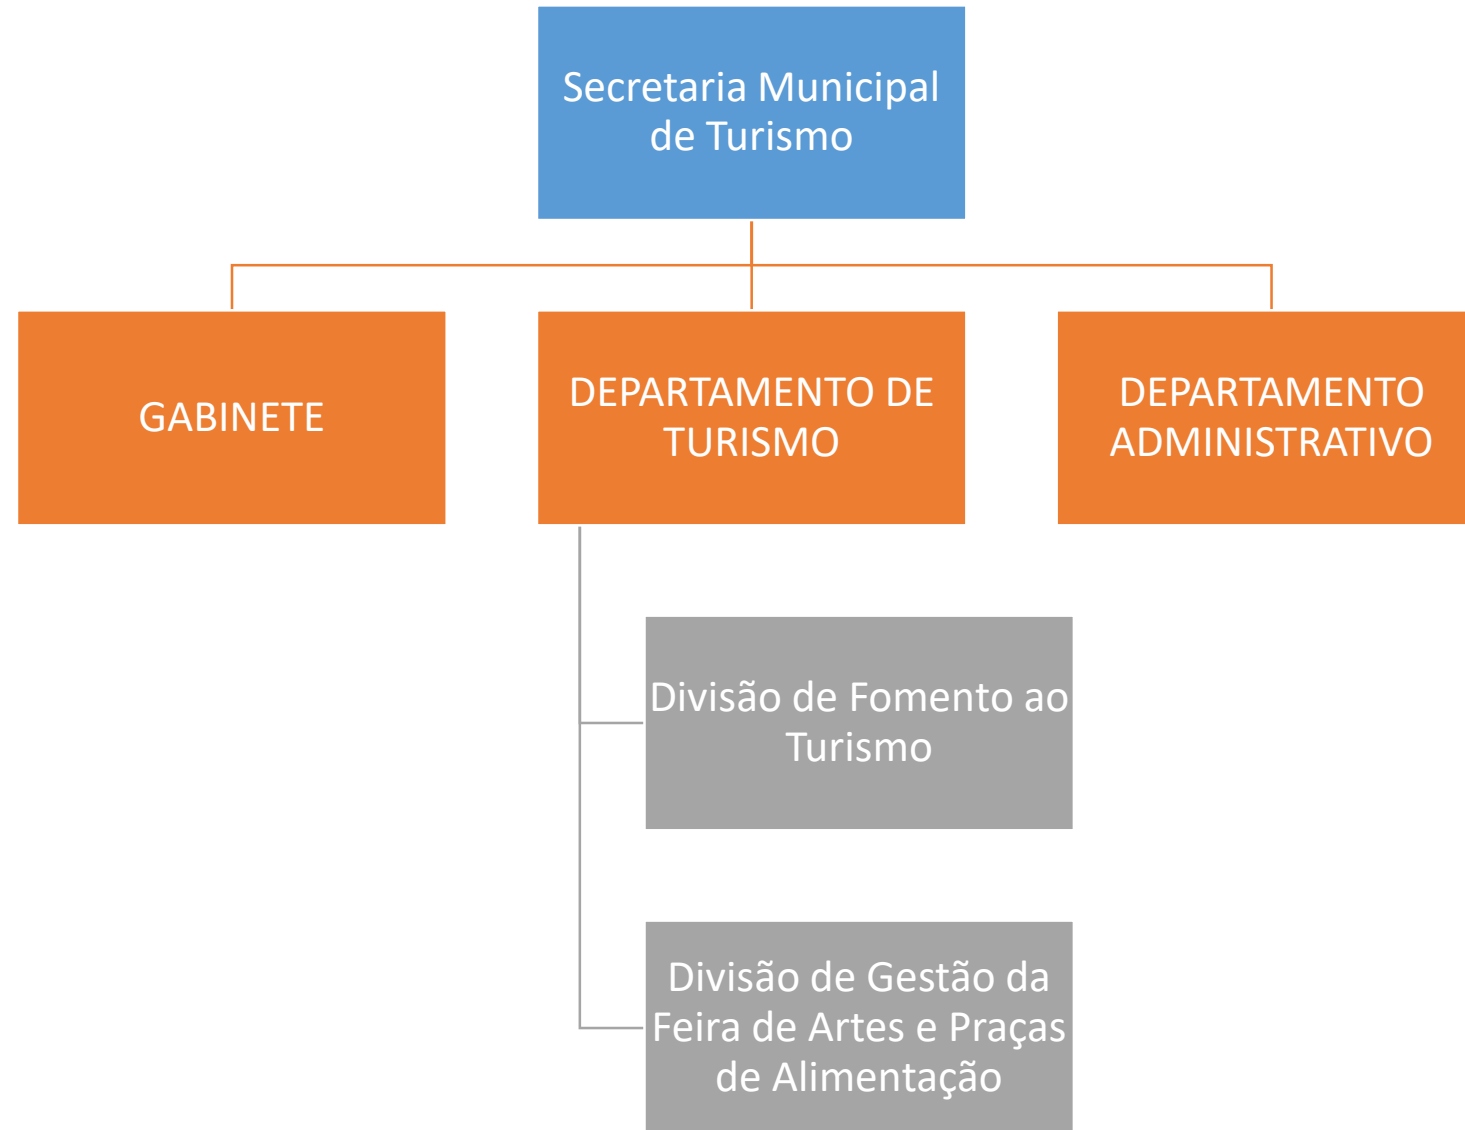 Secretaria Municipal
de Turismo
GABINETE
DEPARTAMENTO DE
TURISMO
DEPARTAMENTO
ADMINISTRATIVO
Divisão de Fomento ao
Turismo
Divisão de Gestão da
Feira de Artes e Praças
de Alimentação